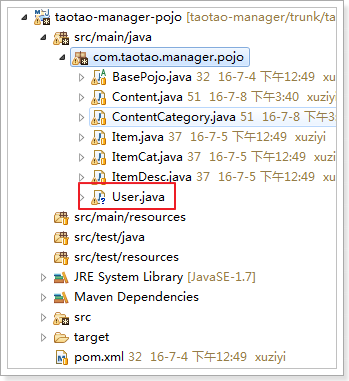 taotao-manager-pojo [taotao-manager/trunk/ta
src/main/java
com.taotao.manager.pojo
BasePojo.java 32 16-7-4 下午12:49 xuzi
Content.java 49 16-7-8 下午3:40 xuziyi
ContentCategory.java 51 16-7-8 下午3
Item.java 37 16-7-5 下午12:49 xuziyi
ItemCat.java 37 16-7-5 下午12:49 xu
ItemDesc.java 37 16-7-5 下午12:49 x
User.java
src/main/resources
src/test/java
src/test/resources
JRE System Library [JavaSE-1.7]
Maven Dependencies
src
target
pom.xml 32 16-7-4 下午12:49 xuziyi